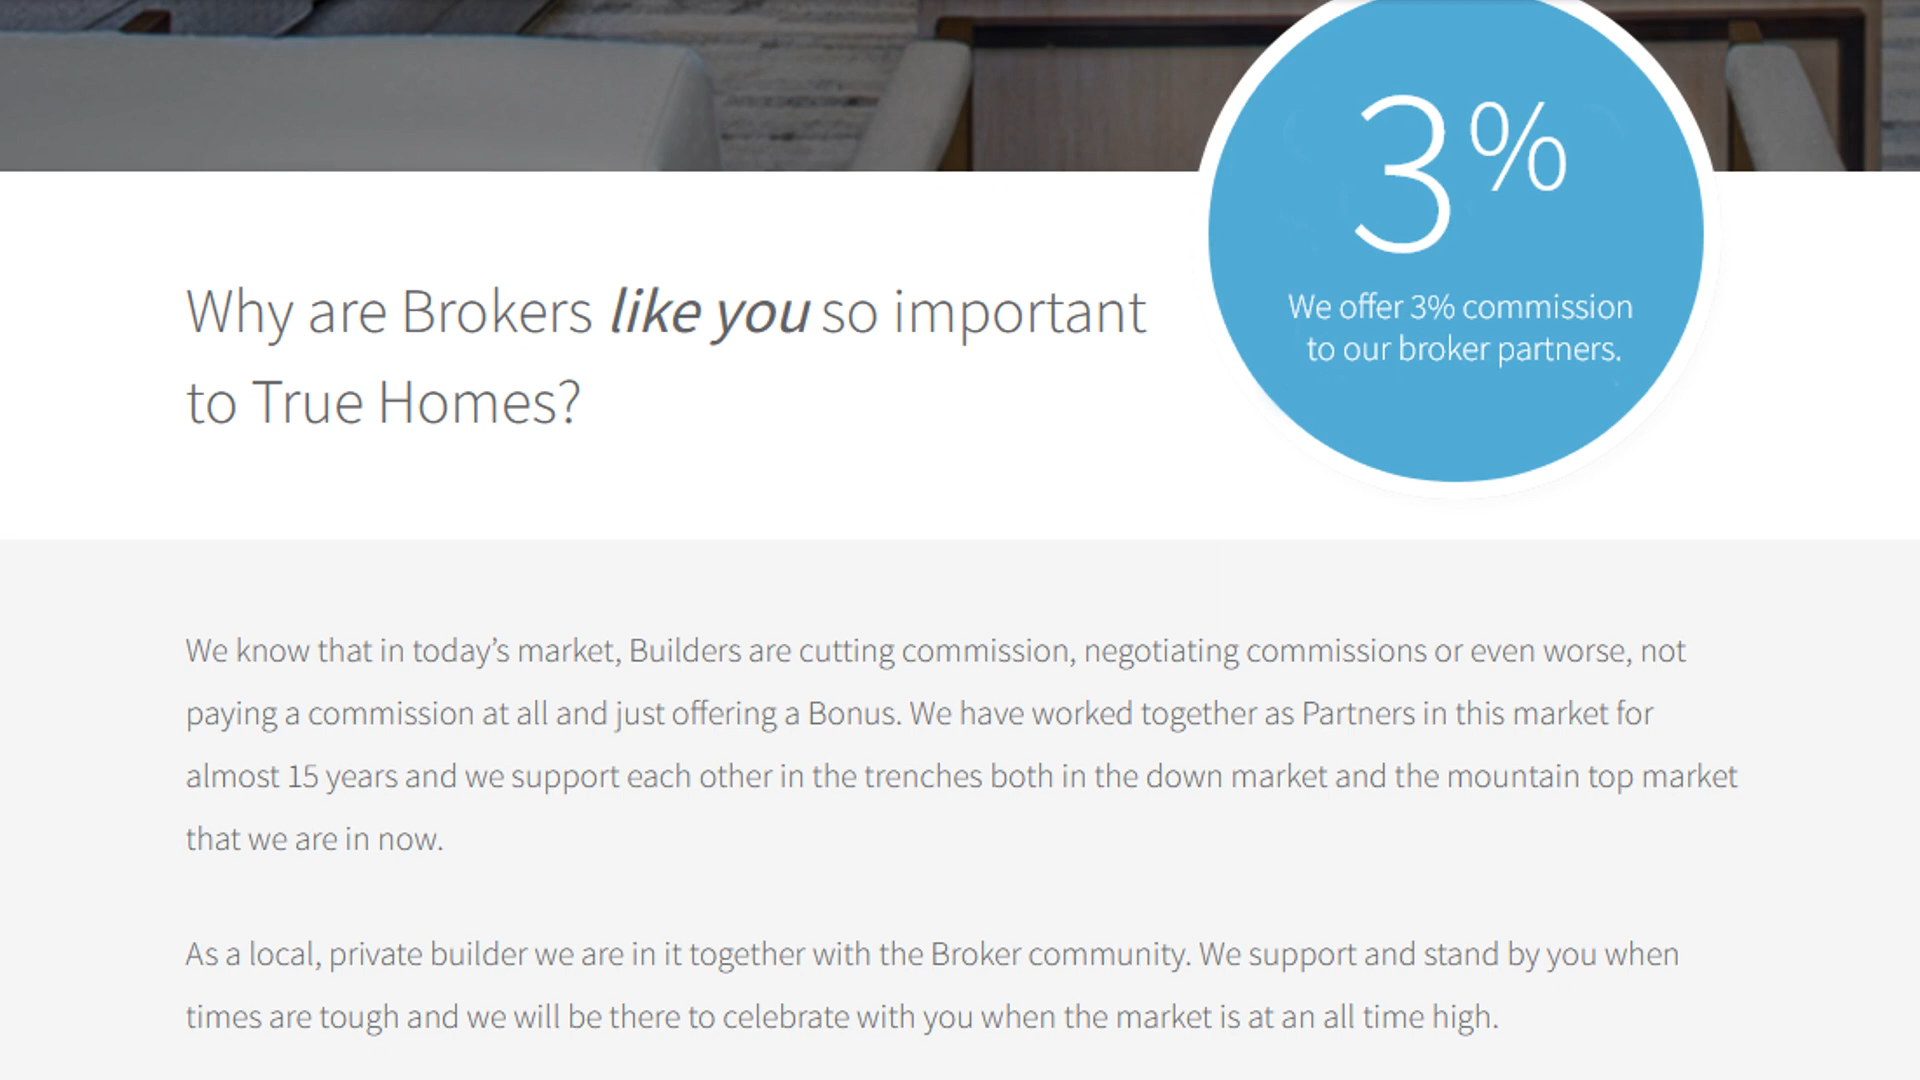 3%
We offer 3% commission
to our broker partners.
Why are Brokers like you so important
to True Homes?
We know that in today’s market, Builders are cutting commission, negotiating commissions or even worse, not
paying a commission at all and just offering a Bonus. We have worked together as Partners in this market for
almost 15 years and we support each other in the trenches both in the down market and the mountain top market
that we are in now.
As a local, private builder we are in it together with the Broker community. We support and stand by you when
times are tough and we will be there to celebrate with you when the market is at an all time high.